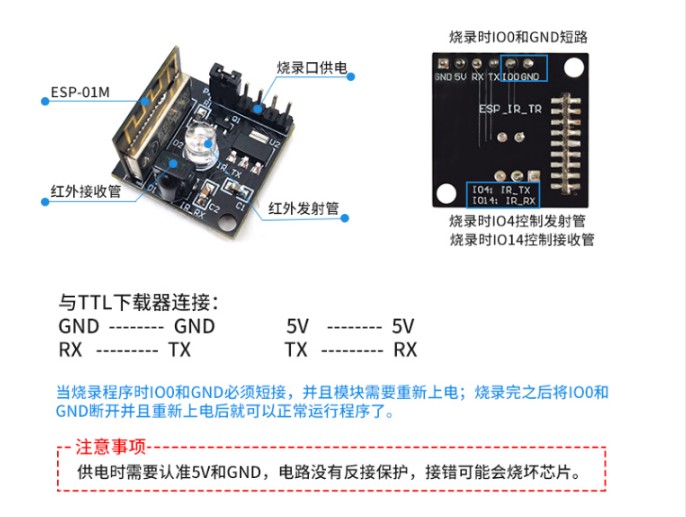 烧录时IO0和GND短路
烧录口供电
ESP-01M
GND 5V RX TX IO0 GND
ESP_IR_TR
Q1
U2
D2
IR_TX
红外接收管
D1
IR_RX
C2
C1
红外发射管
IO4: IR_TX
IO14: IR_RX
烧录时IO4控制发射管
烧录时IO14控制接收管
与TTL下载器连接：
GND -------- GND 5V -------- 5V
RX --------- TX TX --------- RX
当烧录程序时IO0和GND必须短接，并且模块需要重新上电；烧录完之后将IO0和
GND断开并且重新上电后就可以正常运行程序了。
注意事项
供电时需要认准5V和GND，电路没有反接保护，接错可能会烧坏芯片。